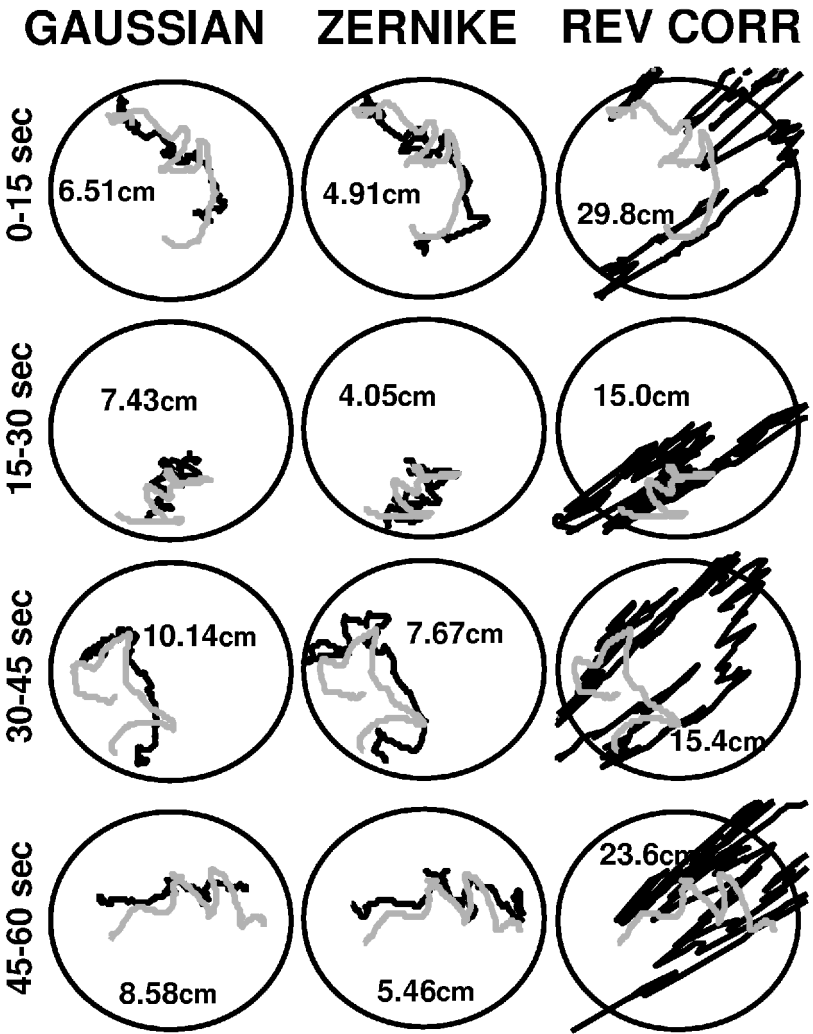 GAUSSIAN ZERNIKE REV CORR
0-15 sec
6.51cm 4.91cm 29.8cm
15-30 sec
7.43cm 4.05cm 15.0cm
30-45 sec
10.14cm 7.67cm 15.4cm
45-60 sec
8.58cm 5.46cm 23.6cm